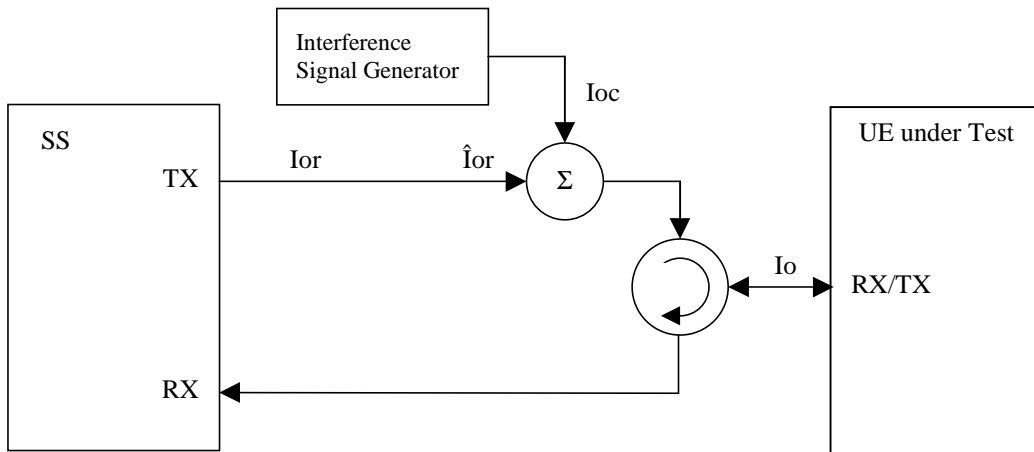 Interference
Signal Generator
Ioc
SS
UE under Test
Ior
Îor
Σ
TX
Io
RX/TX
RX